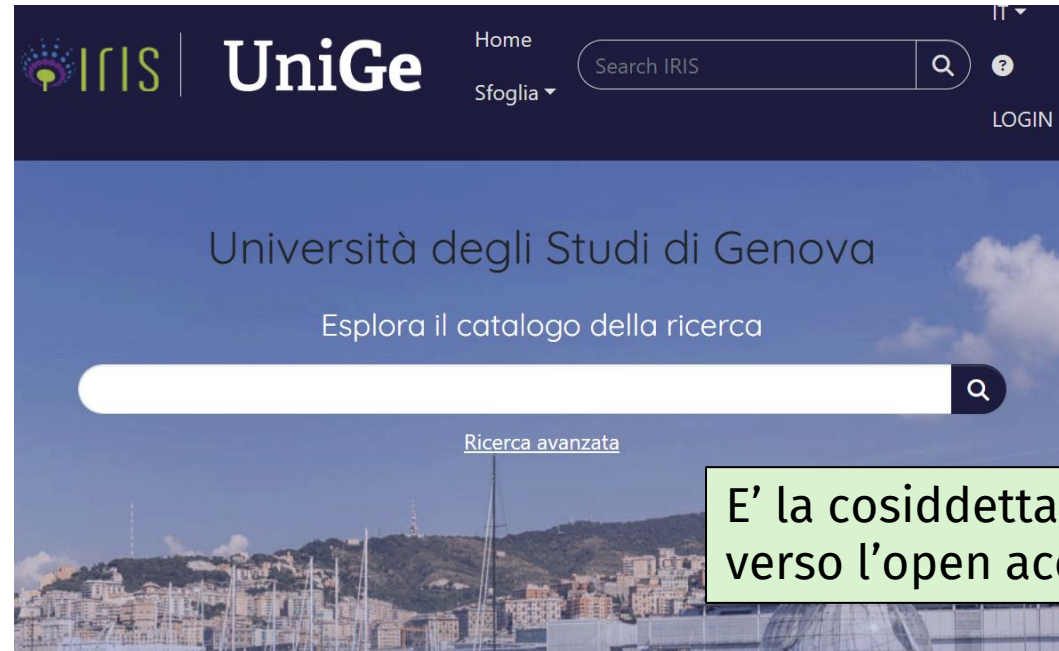 IT
IRIS
UniGe
Home
Search IRIS
Sfoglia
LOGIN
Università degli Studi di Genova
Esplora il catalogo della ricerca
Ricerca avanzata
E’ la cosiddetta
verso l’open